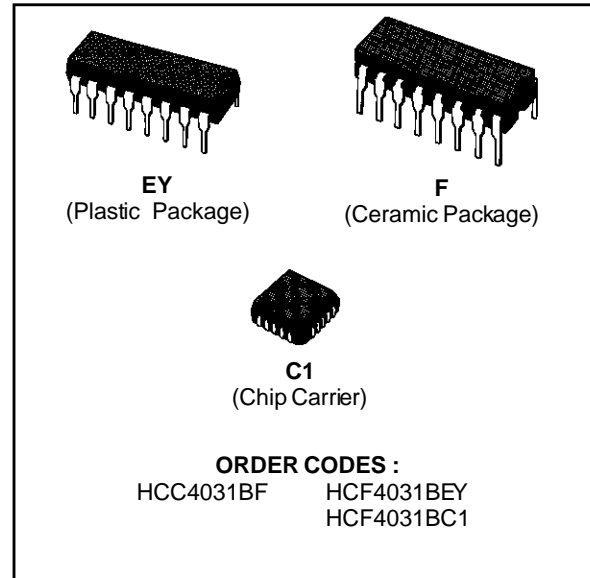 EY
(Plastic Package)
F
(Ceramic Package)
C1
(Chip Carrier)
ORDER CODES :
HCC4031BF HCF4031BEY
HCF4031BC1